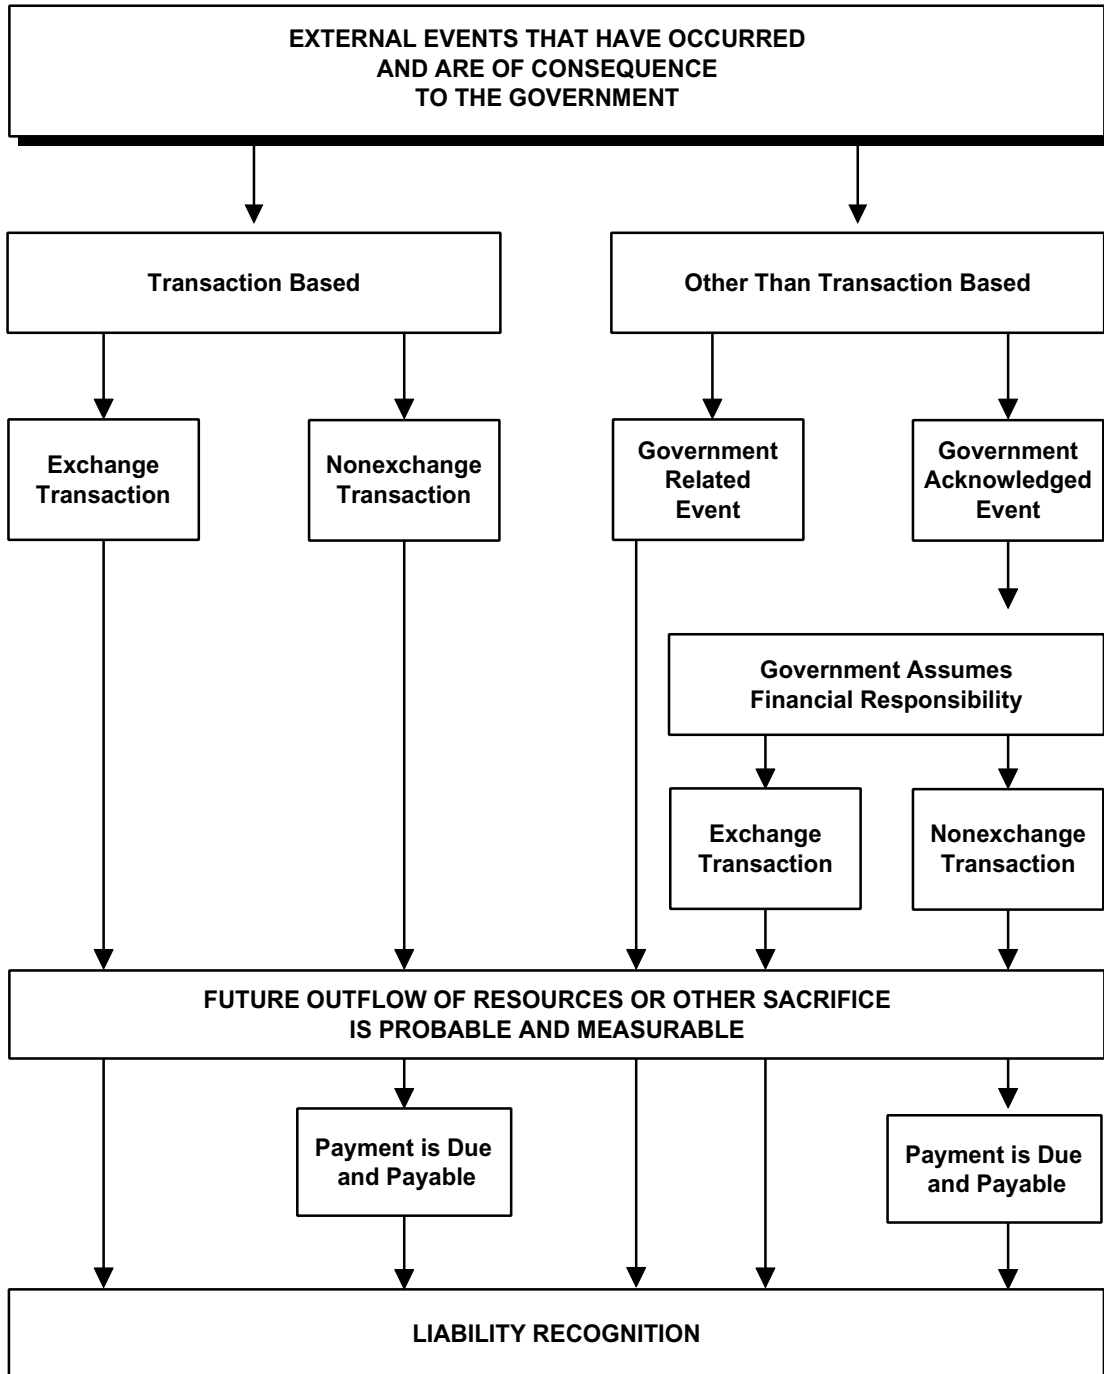 EXTERNAL EVENTS THAT HAVE OCCURRED
AND ARE OF CONSEQUENCE
TO THE GOVERNMENT
Transaction Based
Other Than Transaction Based
Exchange
Transaction
Nonexchange
Transaction
Government
Related
Event
Government
Acknowledged
Event
Government Assumes
Financial Responsibility
Exchange
Transaction
Nonexchange
Transaction
FUTURE OUTFLOW OF RESOURCES OR OTHER SACRIFICE
IS PROBABLE AND MEASURABLE
Payment is Due
and Payable
Payment is Due
and Payable
LIABILITY RECOGNITION